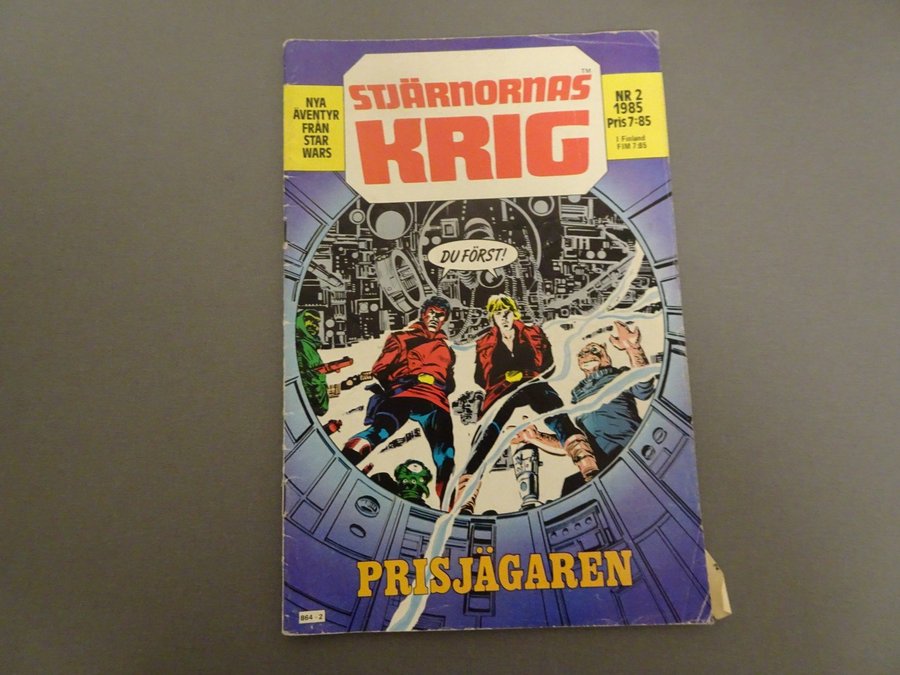 STJÄRNORNAS™
KRIG
NYA
ÄVENTYR
FRÅN
STAR
WARS
NR 2
1985
Pris 7:85
I Finland
FIM 7:85
DU FÖRST!
PRISJÄGAREN
864-2